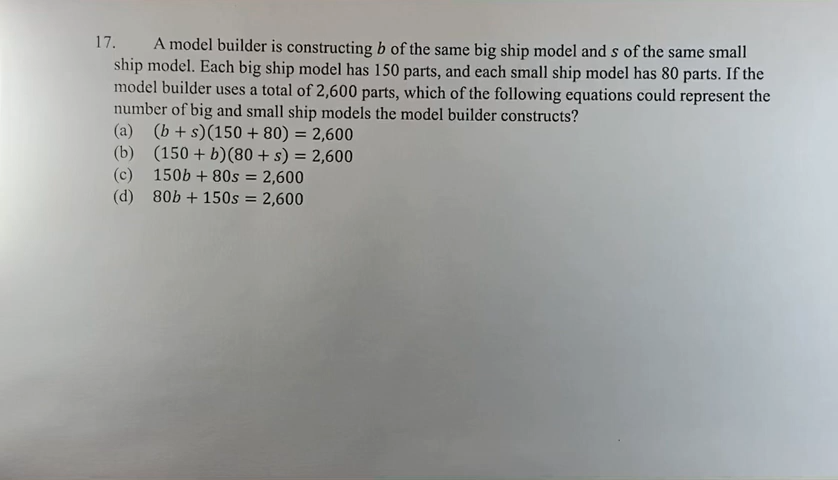 17. A model builder is constructing b of the same big ship model and s of the same small
ship model. Each big ship model has 150 parts, and each small ship model has 80 parts. If the
model builder uses a total of 2,600 parts, which of the following equations could represent the
number of big and small ship models the model builder constructs?
(a) (b + s)(150 + 80) = 2,600
(b) (150 + b)(80 + s) = 2,600
(c) 150b + 80s = 2,600
(d) 80b + 150s = 2,600